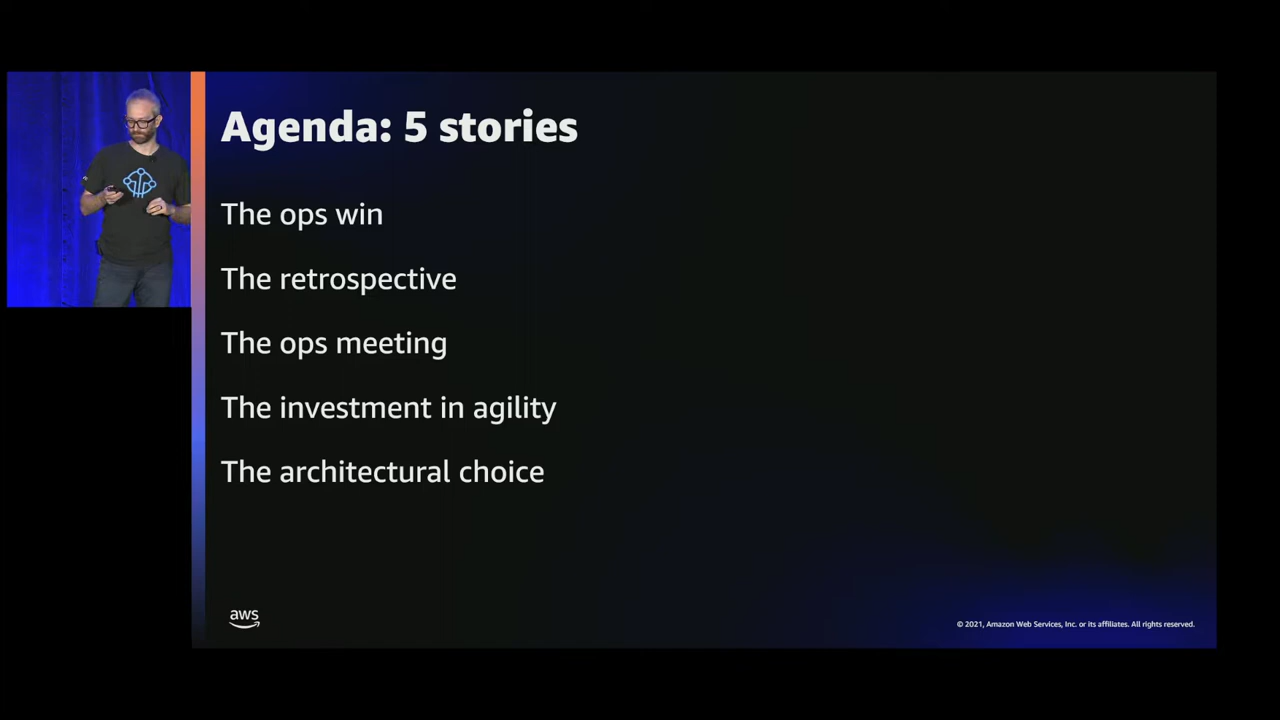 Agenda: 5 stories
The ops win
The retrospective
The ops meeting
The investment in agility
The architectural choice
aws
© 2021, Amazon Web Services, Inc. or its affiliates. All rights reserved.